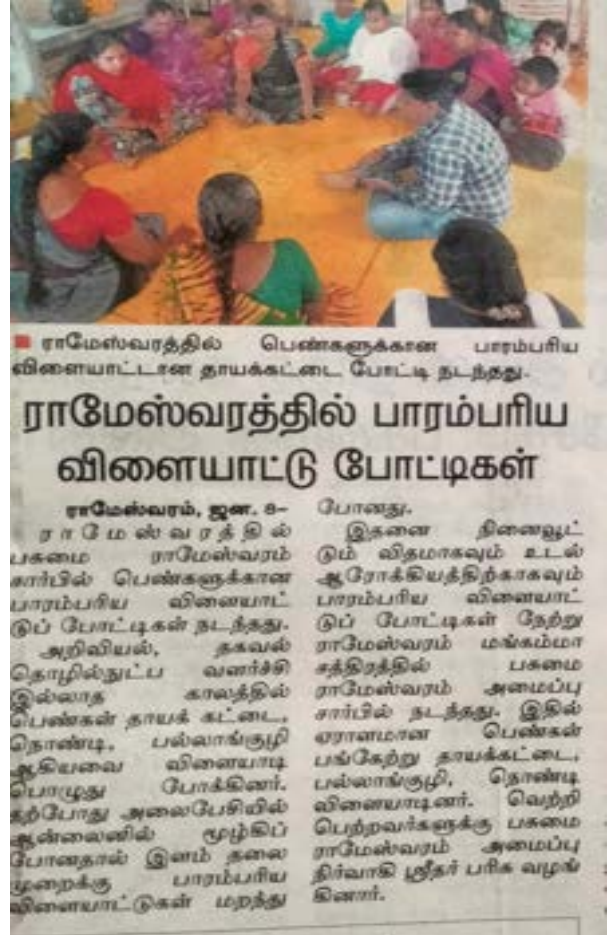 ராமேஸ்வரத்தில் பெண்களுக்கான பாரம்பரிய
விளையாட்டான தாயக்கட்டை போட்டி நடந்தது.
ராமேஸ்வரத்தில் பாரம்பரிய
விளையாட்டு போட்டிகள்
ராமேஸ்வரம், ஜன. 8–
ராமேஸ்வரத்தில்
பசுமை ராமேஸ்வரம்
சார்பில் பெண்களுக்கான
பாரம்பரிய விளையாட்
டுப் போட்டிகள் நடந்தது.
அறிவியல், தகவல்
தொழில்நுட்ப வளர்ச்சி
இல்லாத காலத்தில்
பெண்கள் தாயக் கட்டை,
நொண்டி, பல்லாங்குழி
ஆகியவை விளையாடி
பொழுது போக்கினர்.
தற்போது அலைபேசியில்
ஆன்லைனில் மூழ்கிப்
போனதால் இளம் தலை
முறைக்கு பாரம்பரிய
விளையாட்டுகள் மறந்து
போனது.
இதனை நினைவூட்
டும் விதமாகவும் உடல்
ஆரோக்கியத்திற்காகவும்
பாரம்பரிய விளையாட்
டுப் போட்டிகள் நேற்று
ராமேஸ்வரம் மங்கம்மா
சத்திரத்தில் பசுமை
ராமேஸ்வரம் அமைப்பு
சார்பில் நடந்தது. இதில்
ஏராளமான பெண்கள்
பங்கேற்று தாயக்கட்டை,
பல்லாங்குழி, நொண்டி
விளையாடினர். வெற்றி
பெற்றவர்களுக்கு பசுமை
ராமேஸ்வரம் அமைப்பு
நிர்வாகி ஸ்ரீதர் பரிசு வழங்
கினார்.